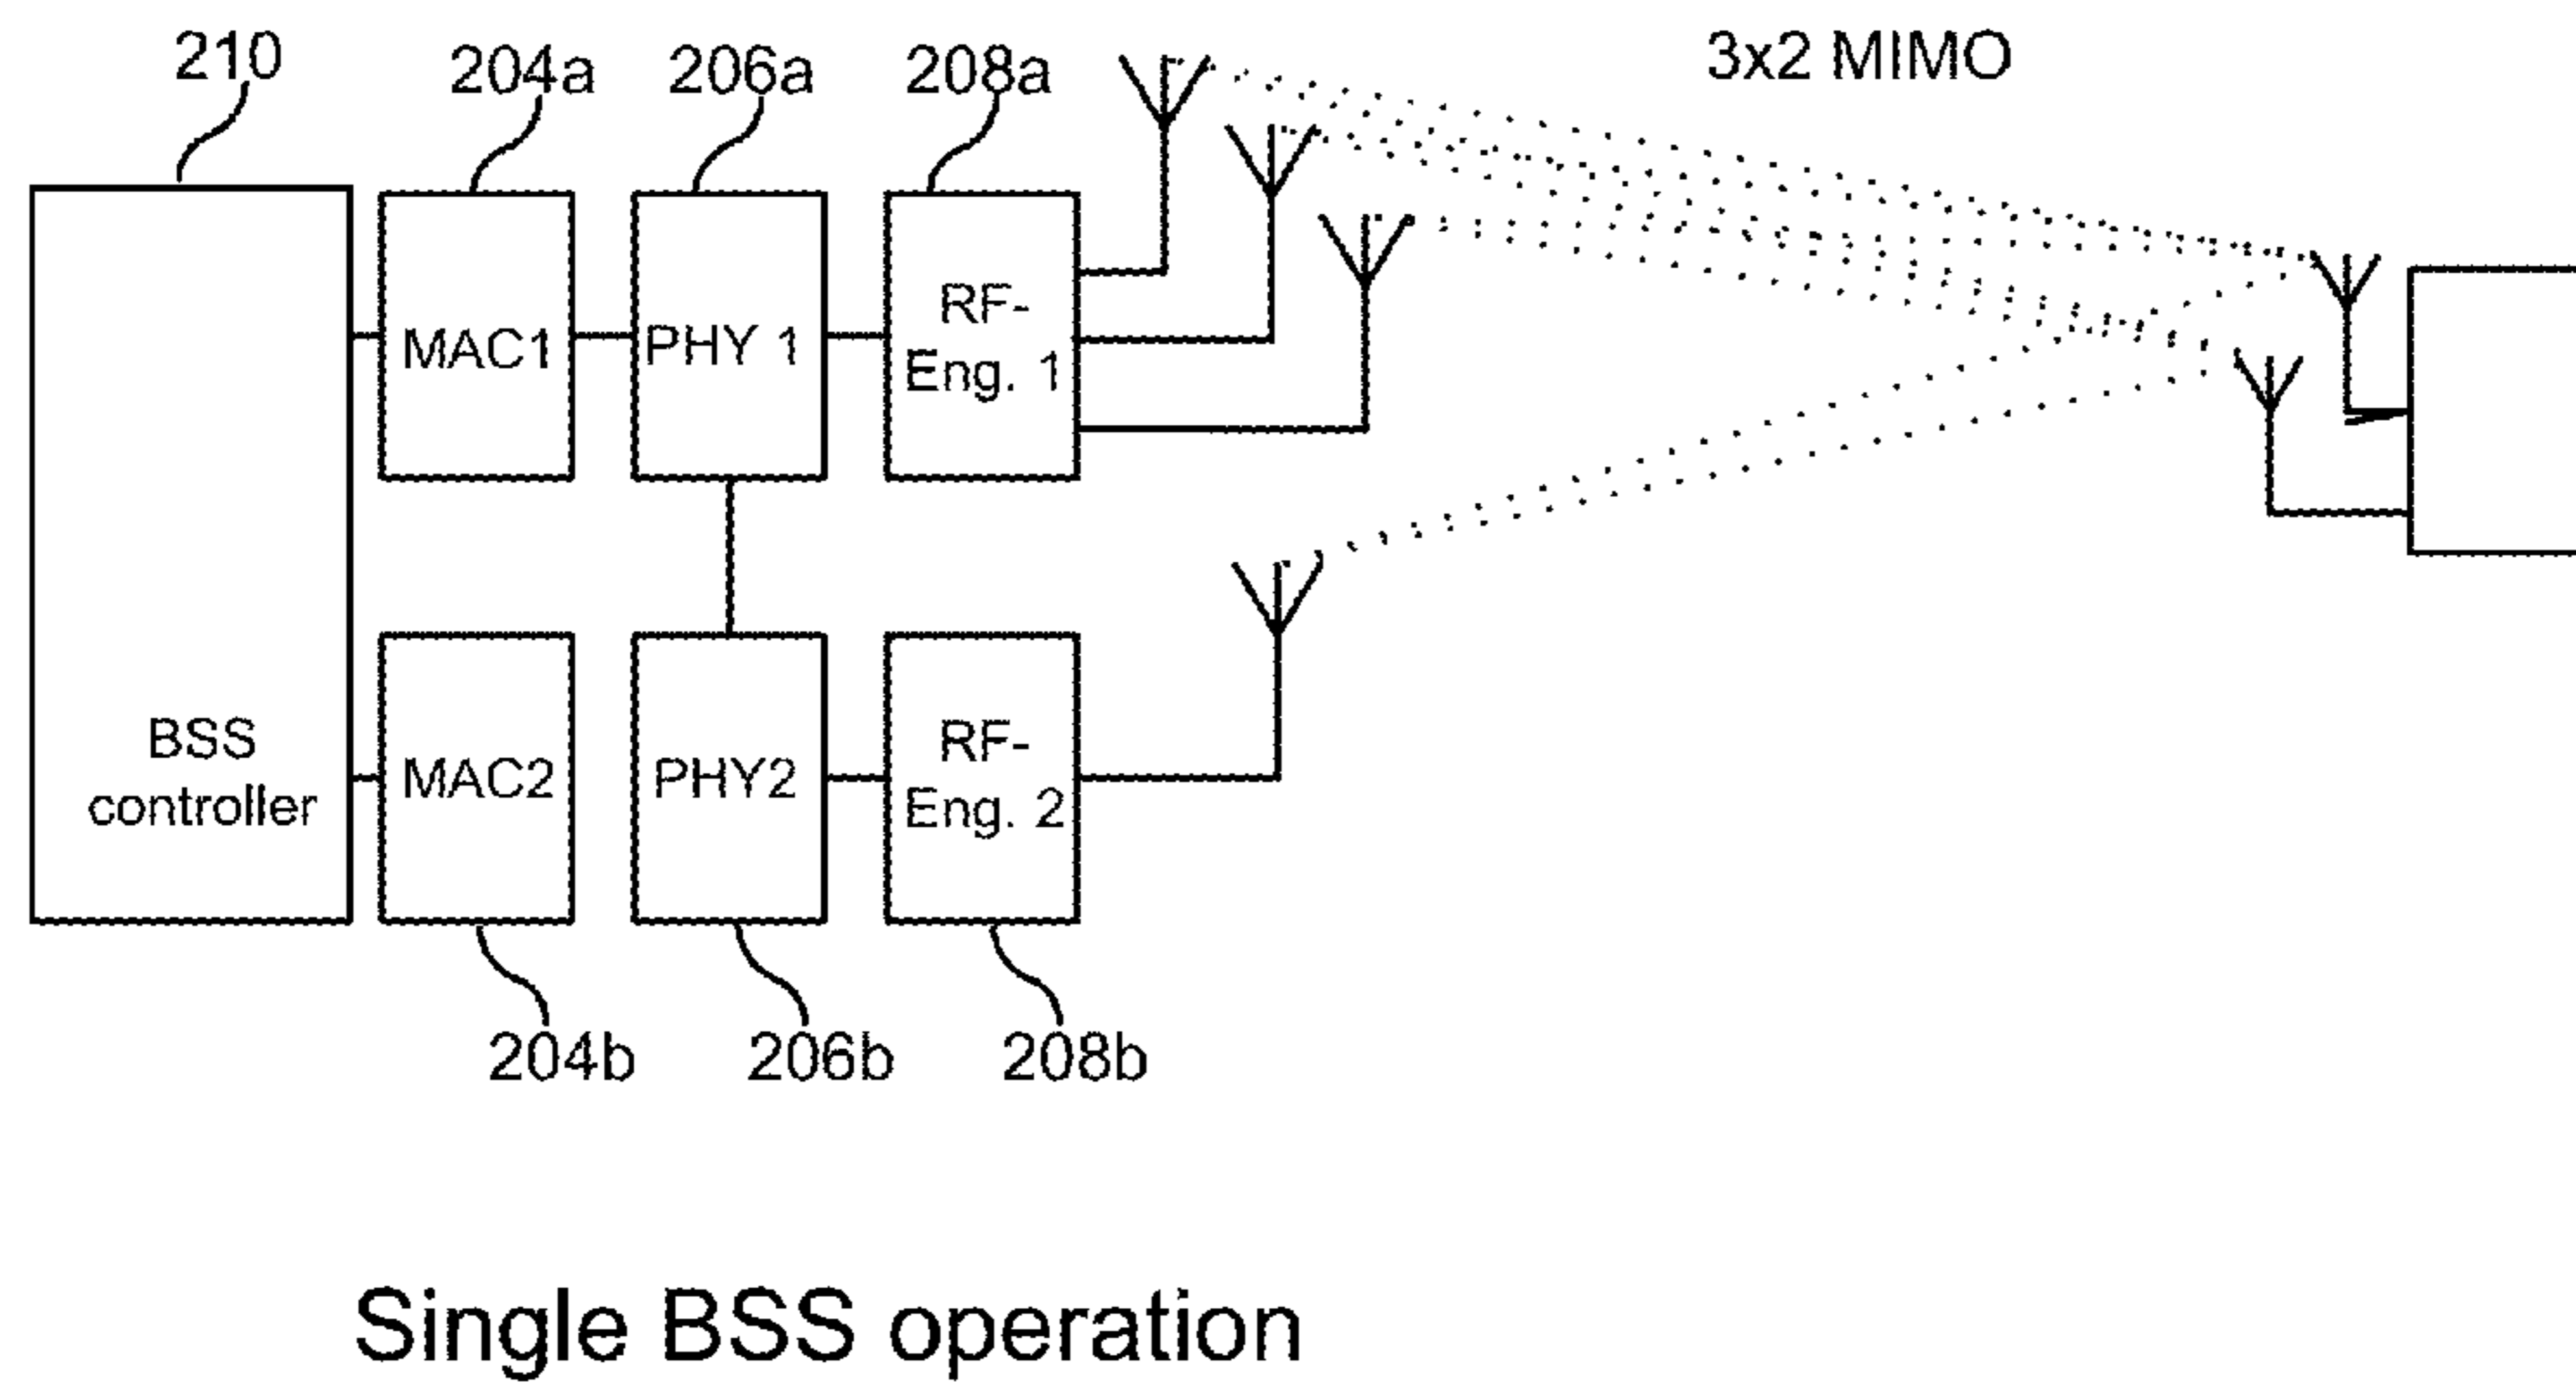 210
204a
206a
208a
3x2 MIMO
MAC1
PHY 1
RF-
Eng. 1
BSS
controller
MAC2
PHY2
RF-
Eng. 2
204b
206b
208b
Single BSS operation